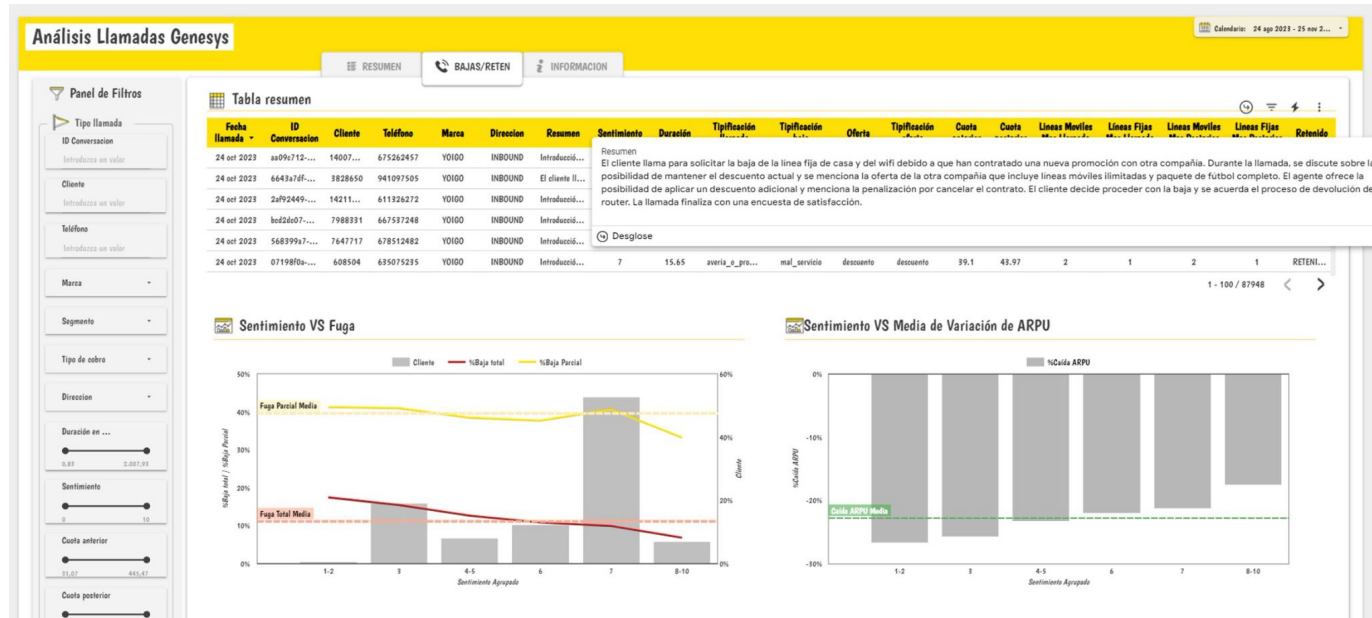 Análisis Llamadas Genesys
Calendario: 24 ago 2023 - 25 nov 2...
RESUMEN
BAJAS/RETEN
INFORMACION
Panel de Filtros
Tipo llamada
ID Conversacion
Introduzca un valor
Cliente
Introduzca un valor
Teléfono
Introduzca un valor
Marca
Segmento
Tipo de cobro
Direccion
Duración en ...
0,83 2.007,93
Sentimiento
0 10
Cuota anterior
31,07 445,47
Cuota posterior
Tabla resumen
Fecha llamada ID Conversacion Cliente Teléfono Marca Direccion Resumen Sentimiento Duración Tipificación Tipificación Oferta Tipificación Cuota Cuota Lineas Moviles Líneas Fijas Lineas Moviles Lineas Fijas Retenido
24 oct 2023 aa09c712-... 14007... 675262457 YOIGO INBOUND Introducció...
24 oct 2023 6643a7df-... 3828650 941097505 YOIGO INBOUND El cliente ll...
24 oct 2023 2af92449-... 14211... 611326272 YOIGO INBOUND Introducció...
24 oct 2023 bcd2dc07-... 7988331 667537248 YOIGO INBOUND Introducció...
24 oct 2023 568399a7-... 7647717 678512482 YOIGO INBOUND Introducció...
24 oct 2023 07198f0a-... 608504 635075235 YOIGO INBOUND Introducció... 7 15.65 averia_o_pro... mal_servicio descuento descuento 39.1 43.97 2 1 2 1 RETENI...
Resumen
El cliente llama para solicitar la baja de la línea fija de casa y del wifi debido a que han contratado una nueva promoción con otra compañía. Durante la llamada, se discute sobre la
posibilidad de mantener el descuento actual y se menciona la oferta de la otra compañía que incluye líneas móviles ilimitadas y paquete de fútbol completo. El agente ofrece la
posibilidad de aplicar un descuento adicional y menciona la penalización por cancelar el contrato. El cliente decide proceder con la baja y se acuerda el proceso de devolución de
router. La llamada finaliza con una encuesta de satisfacción.
Desglose
1 - 100 / 87948
Sentimiento VS Fuga
Cliente %Baja total %Baja Parcial
50%
40%
30%
20%
10%
0%
%Baja total / %Baja Parcial
Fuga Parcial Media
Fuga Total Media
60%
40%
20%
0%
Cliente
1-2 3 4-5 6 7 8-10
Sentimiento Agrupado
Sentimiento VS Media de Variación de ARPU
%Caída ARPU
0%
-10%
-20%
-30%
%Caída ARPU
Caída ARPU Media
1-2 3 4-5 6 7 8-10
Sentimiento Agrupado